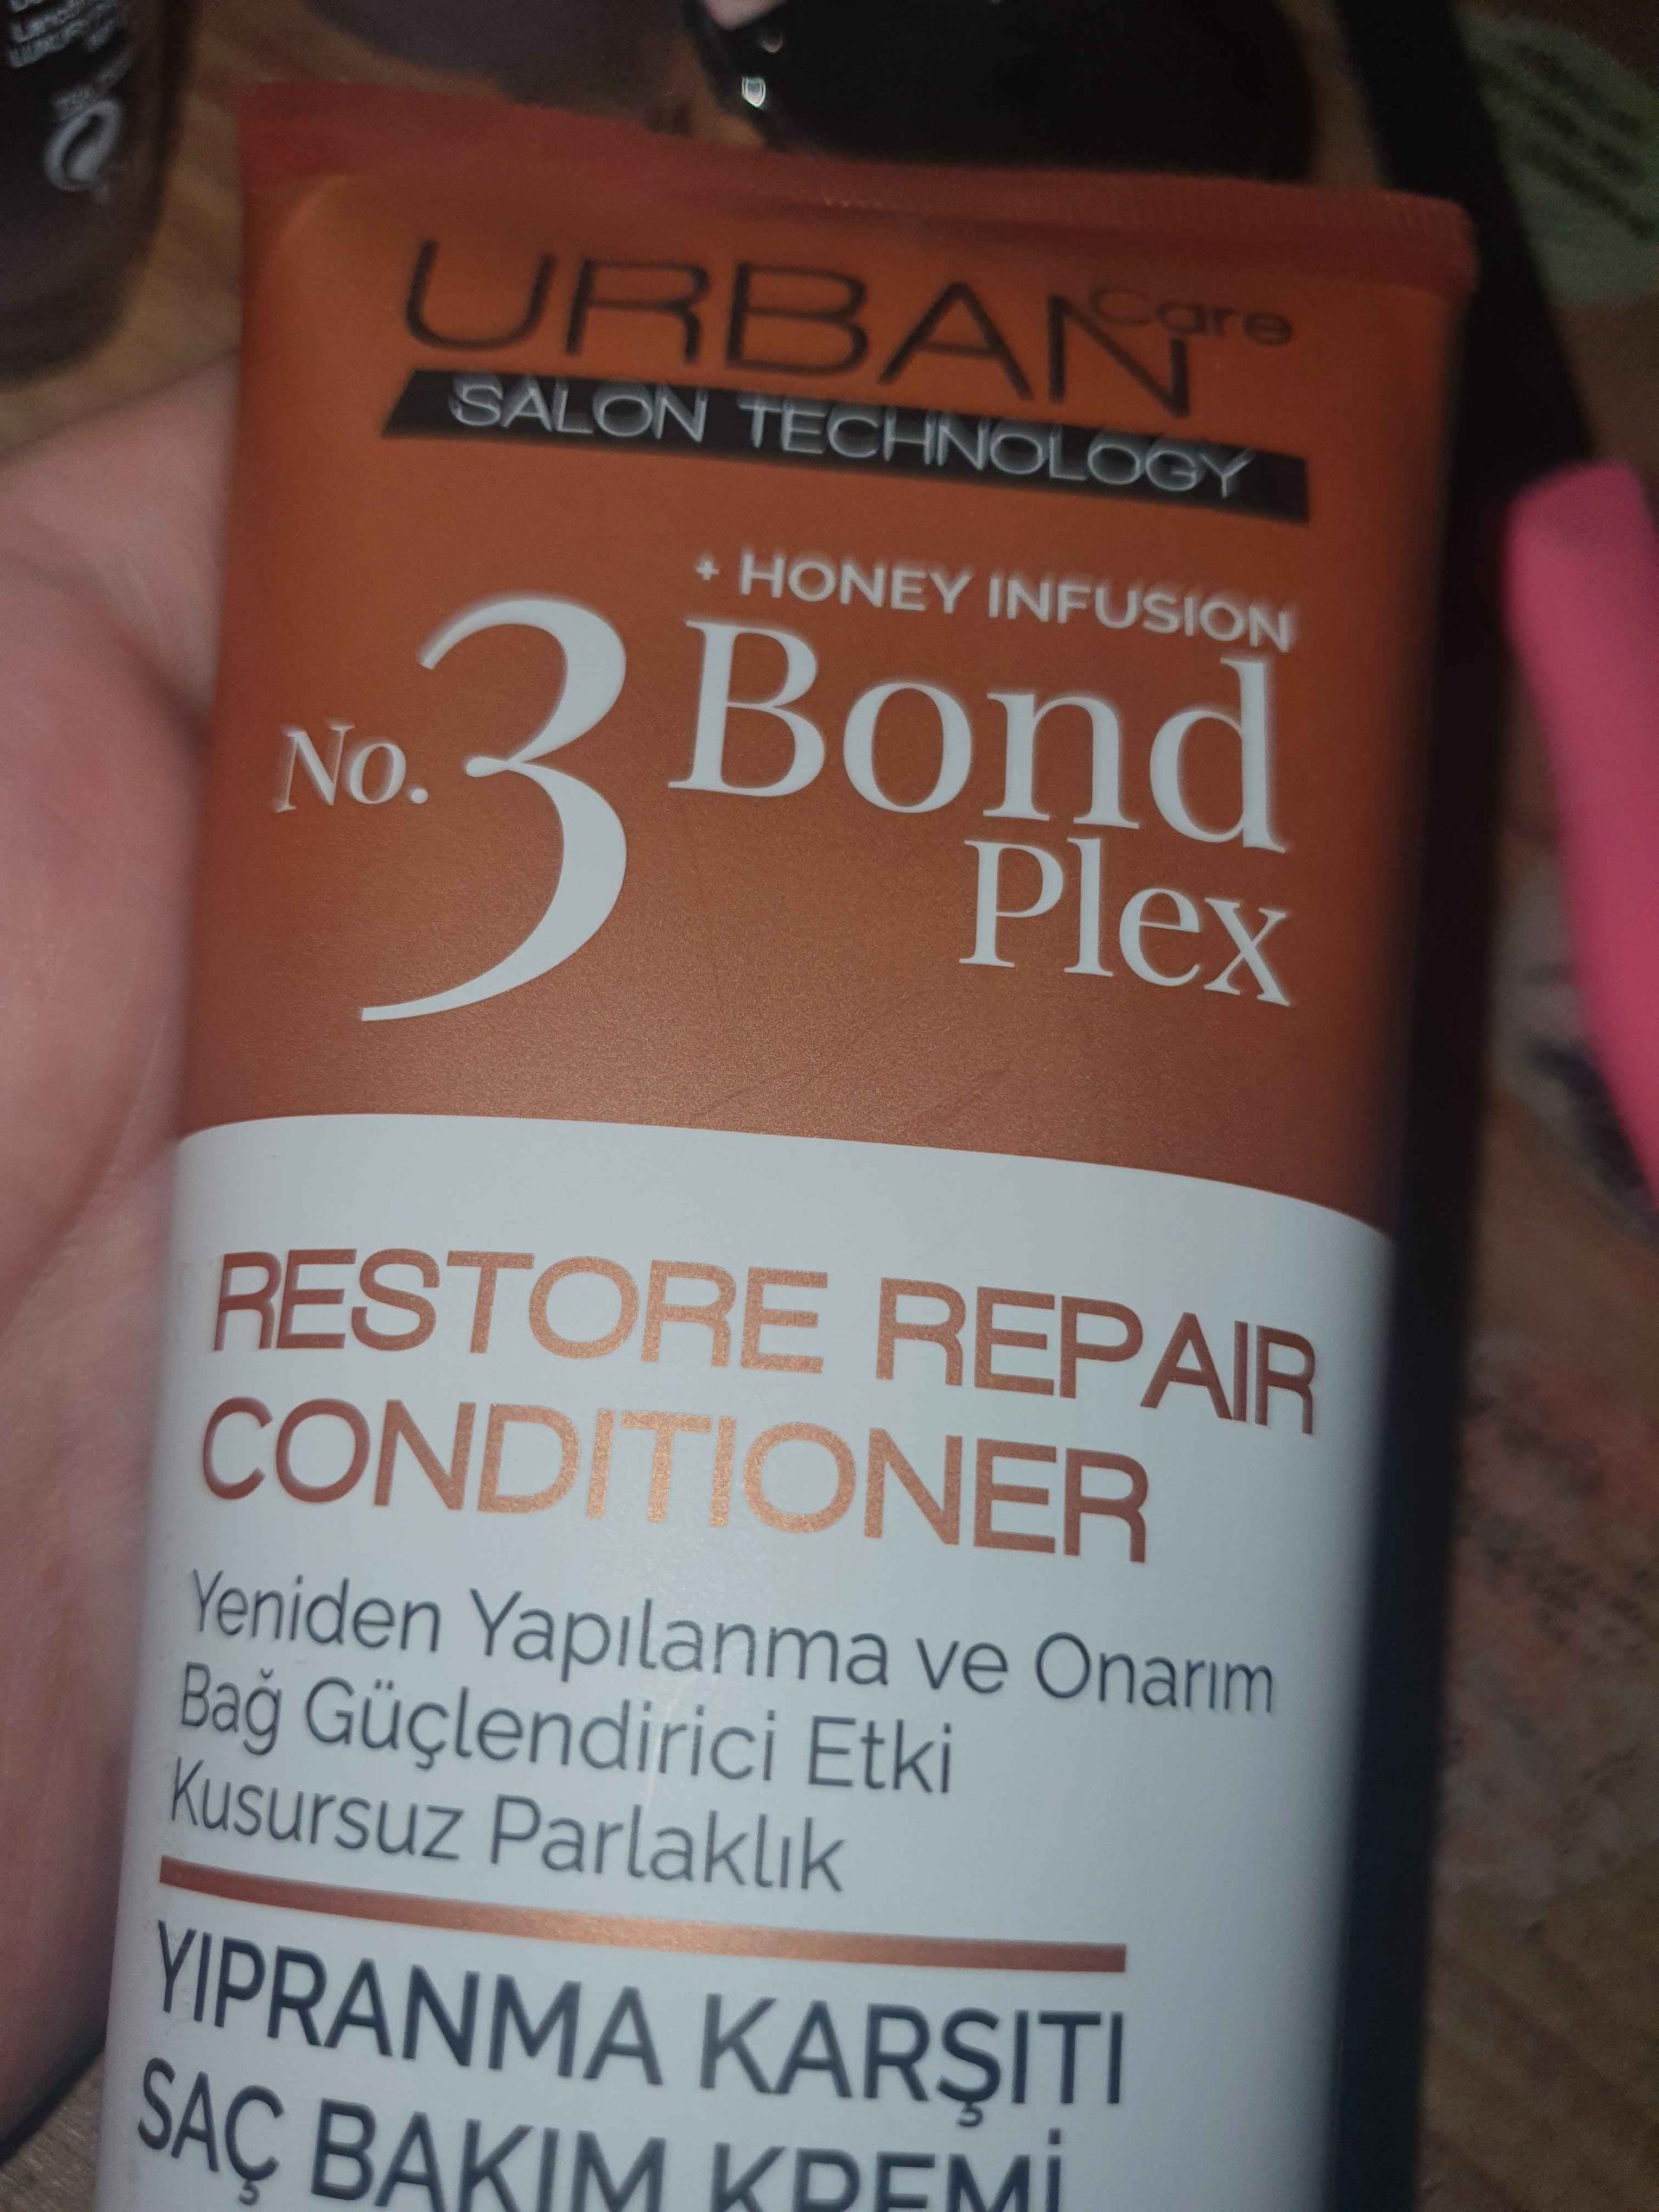 URBAN Care
SALON TECHNOLOGY
+ HONEY INFUSION
No. 3 Bond
Plex
RESTORE REPAIR
CONDITIONER
Yeniden Yapılanma ve Onarım
Bağ Güçlendirici Etki
Kusursuz Parlaklık
YIPRANMA KARŞITI
SAÇ BAKIM KREMİ